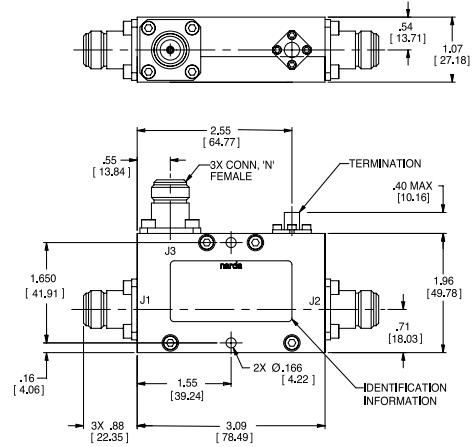 .54
[ 13.71]
1.07
[ 27.18]
2.55
[ 64.77]
.55
[ 13.84]
3X CONN, 'N'
FEMALE
TERMINATION
.40 MAX
[10.16]
J3
narda
1.650
[ 41.91]
1.96
[49.78]
J1
J2
.71
[18.03]
.16
[ 4.06]
1.55
[39.24]
2X Ø.166
[ 4.22 ]
IDENTIFICATION
INFORMATION
3X .88
[ 22.35]
3.09
[ 78.49]